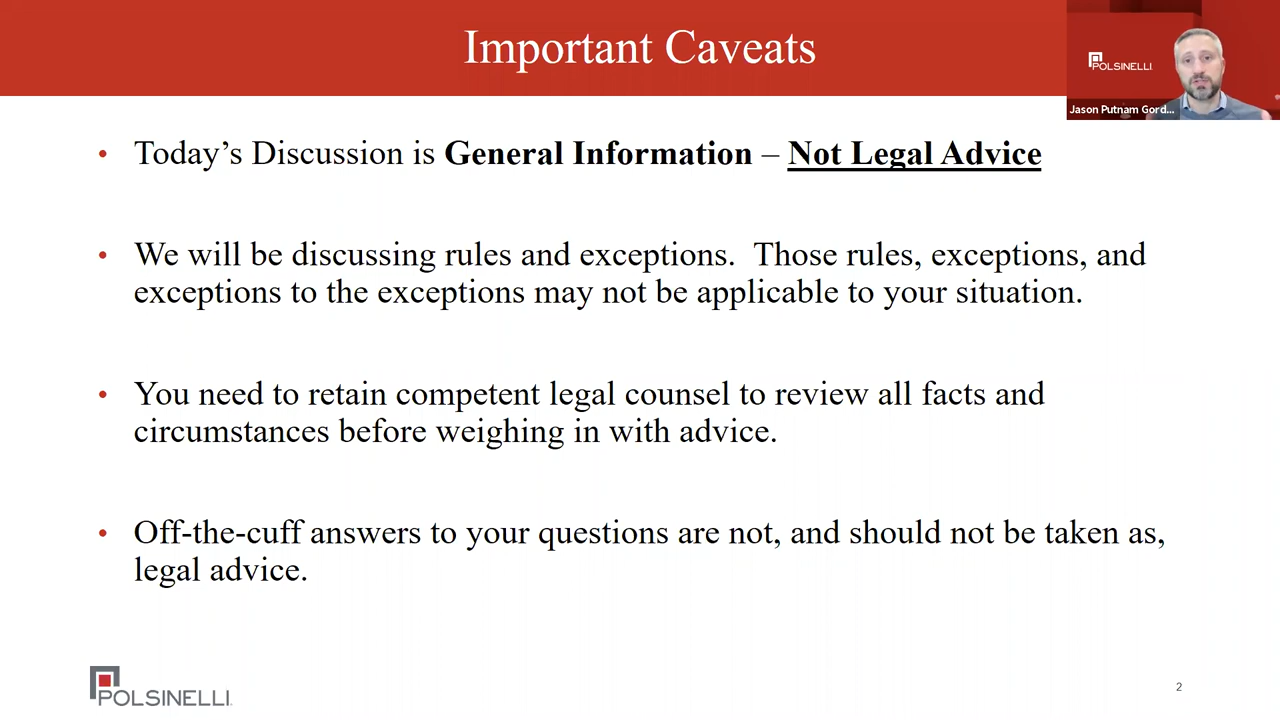 Important Caveats
POLSINELLI
Jason Putnam Gord...
• Today’s Discussion is General Information – Not Legal Advice
• We will be discussing rules and exceptions.  Those rules, exceptions, and
exceptions to the exceptions may not be applicable to your situation.
• You need to retain competent legal counsel to review all facts and
circumstances before weighing in with advice.
• Off-the-cuff answers to your questions are not, and should not be taken as,
legal advice.
POLSINELLI
2